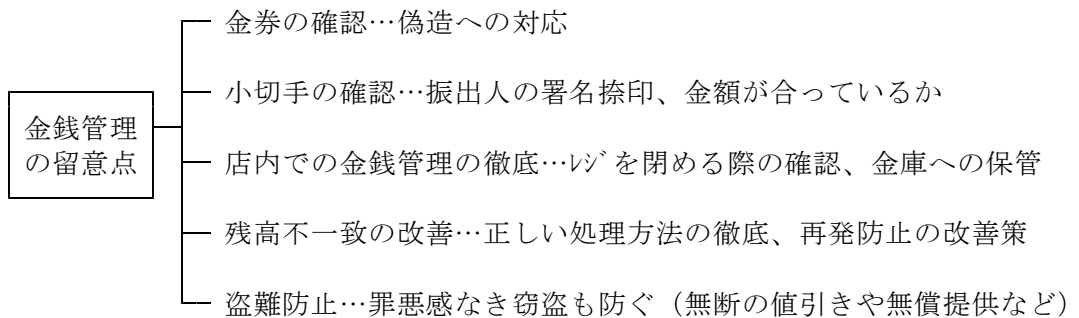 金銭管理
の留意点
金券の確認…偽造への対応
小切手の確認…振出人の署名捺印、金額が合っているか
店内での金銭管理の徹底…ﾚｼﾞを閉める際の確認、金庫への保管
残高不一致の改善…正しい処理方法の徹底、再発防止の改善策
盗難防止…罪悪感なき窃盗も防ぐ（無断の値引きや無償提供など）